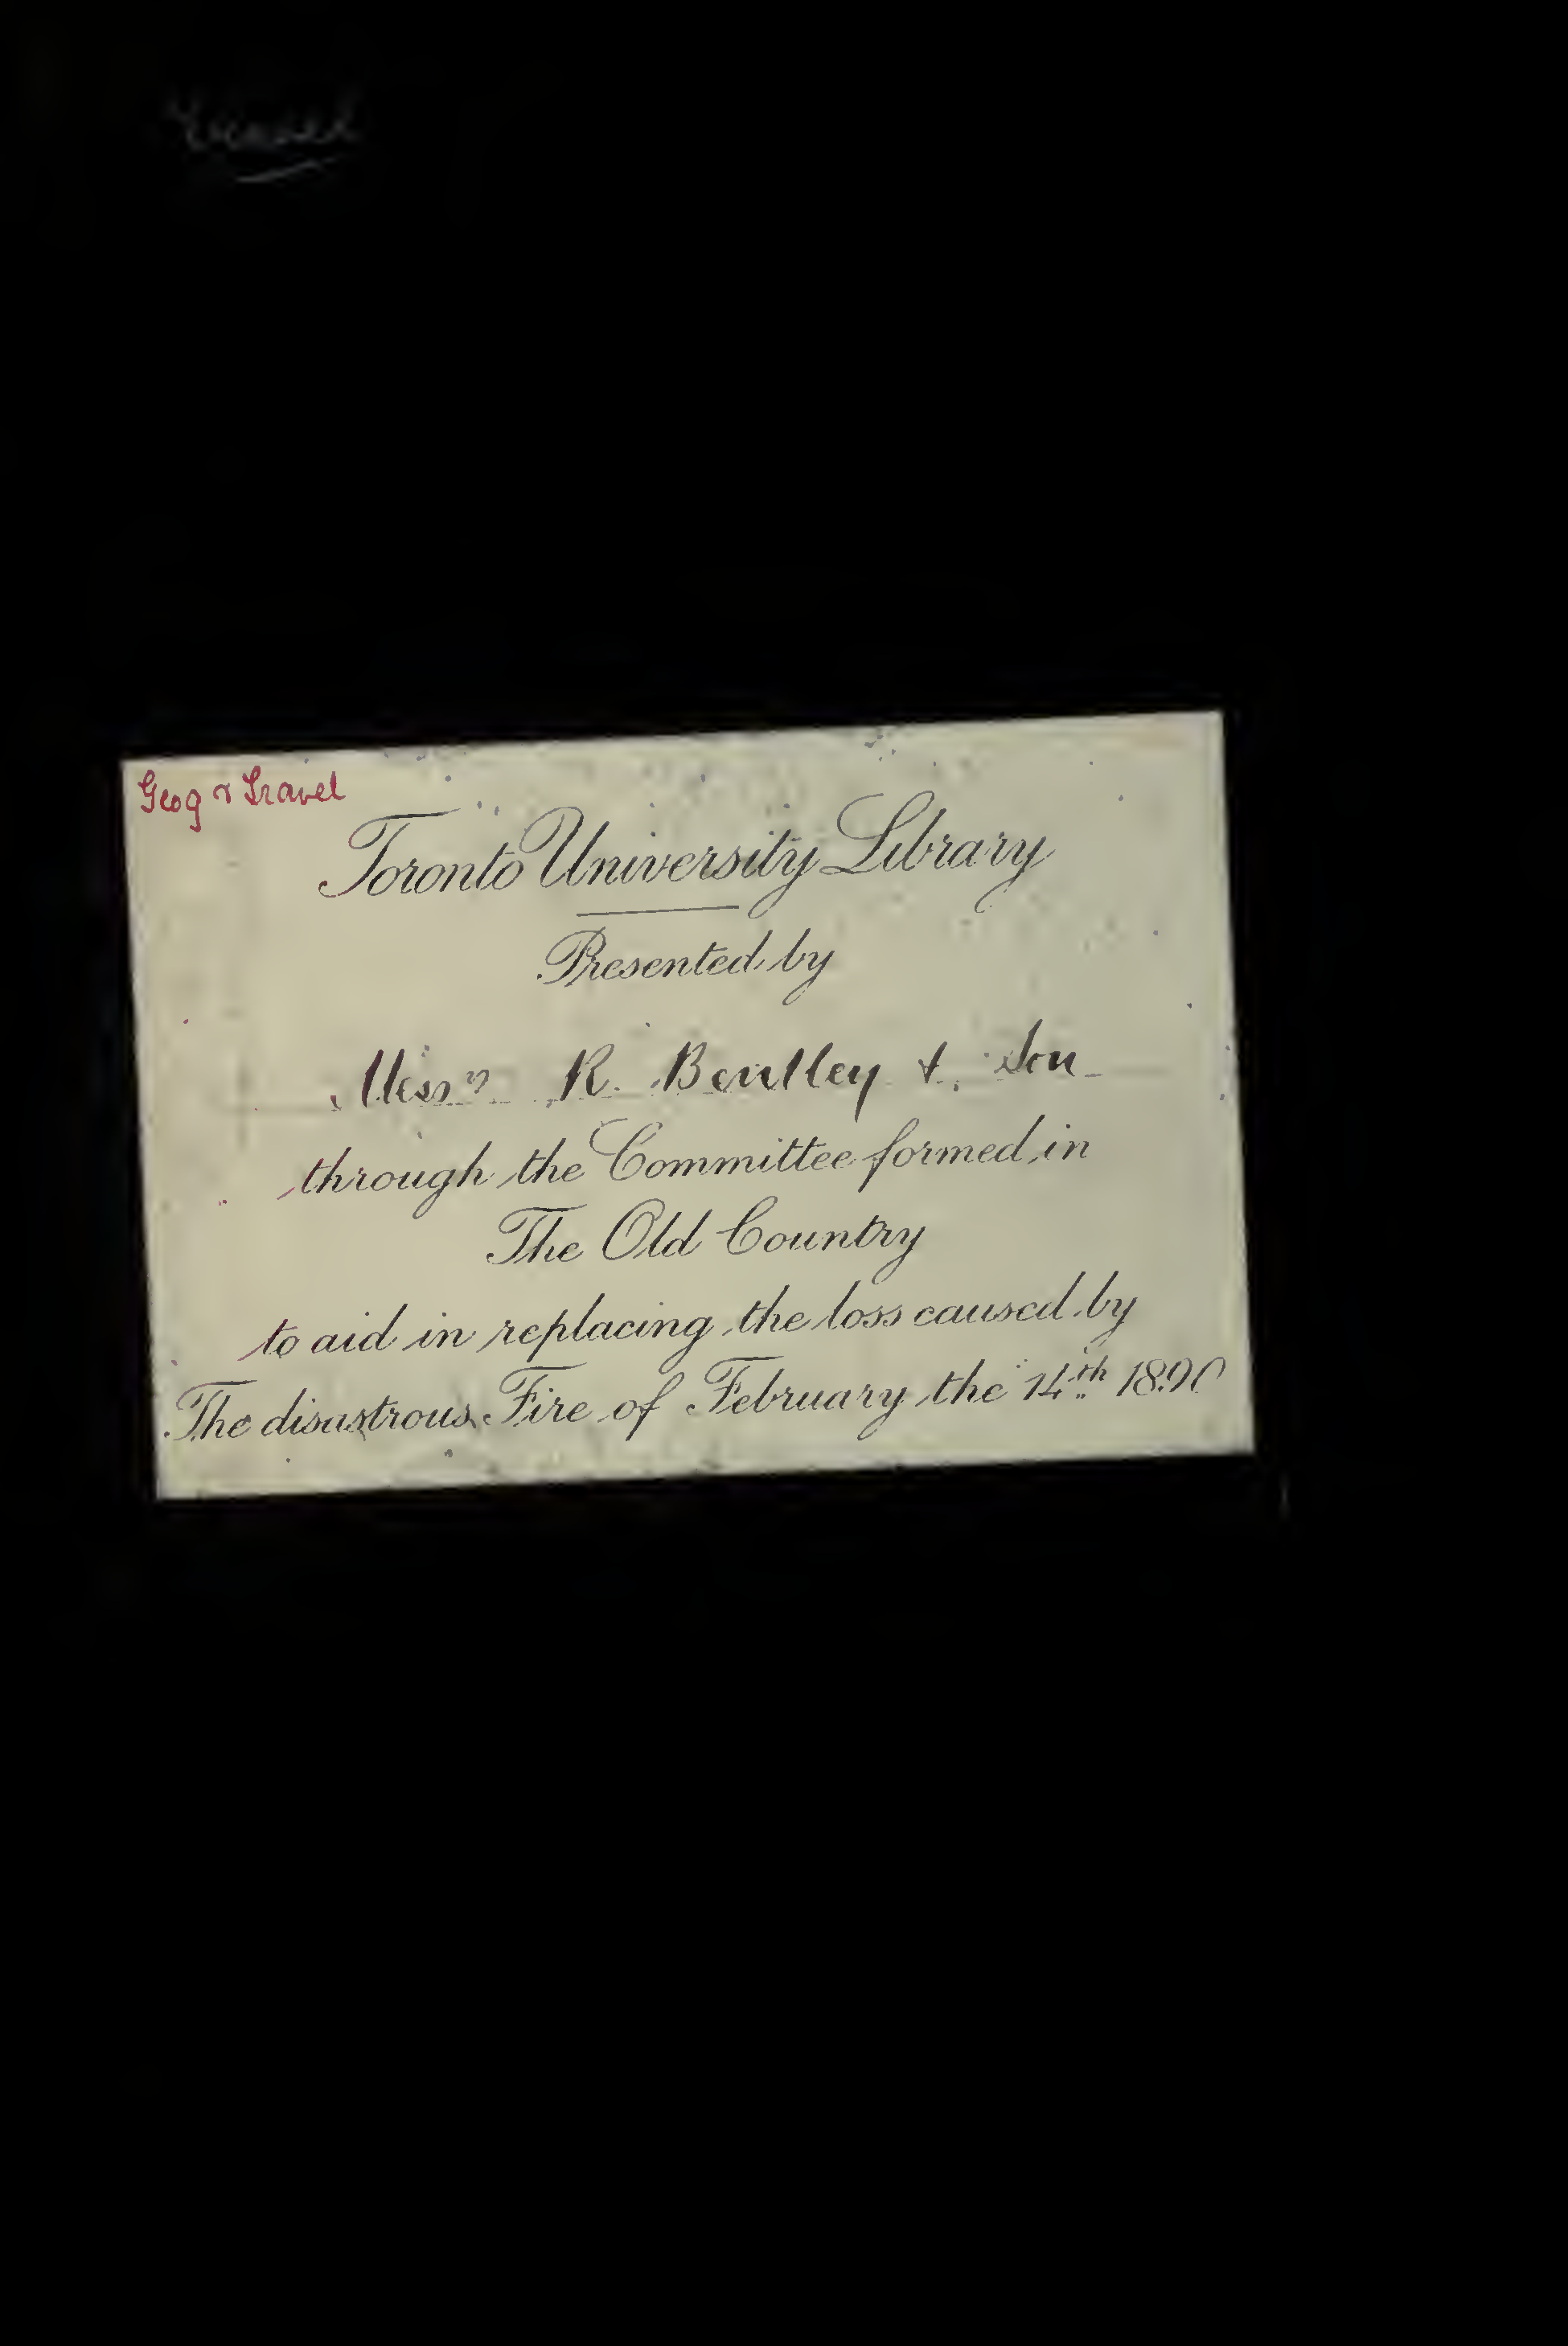 Geog & Travel
Toronto University Library
Presented by
Messrs R. Bentley & Son
through the Committee formed in
The Old Country
to aid in replacing the loss caused by
The disastrous Fire of February the 14th 1890